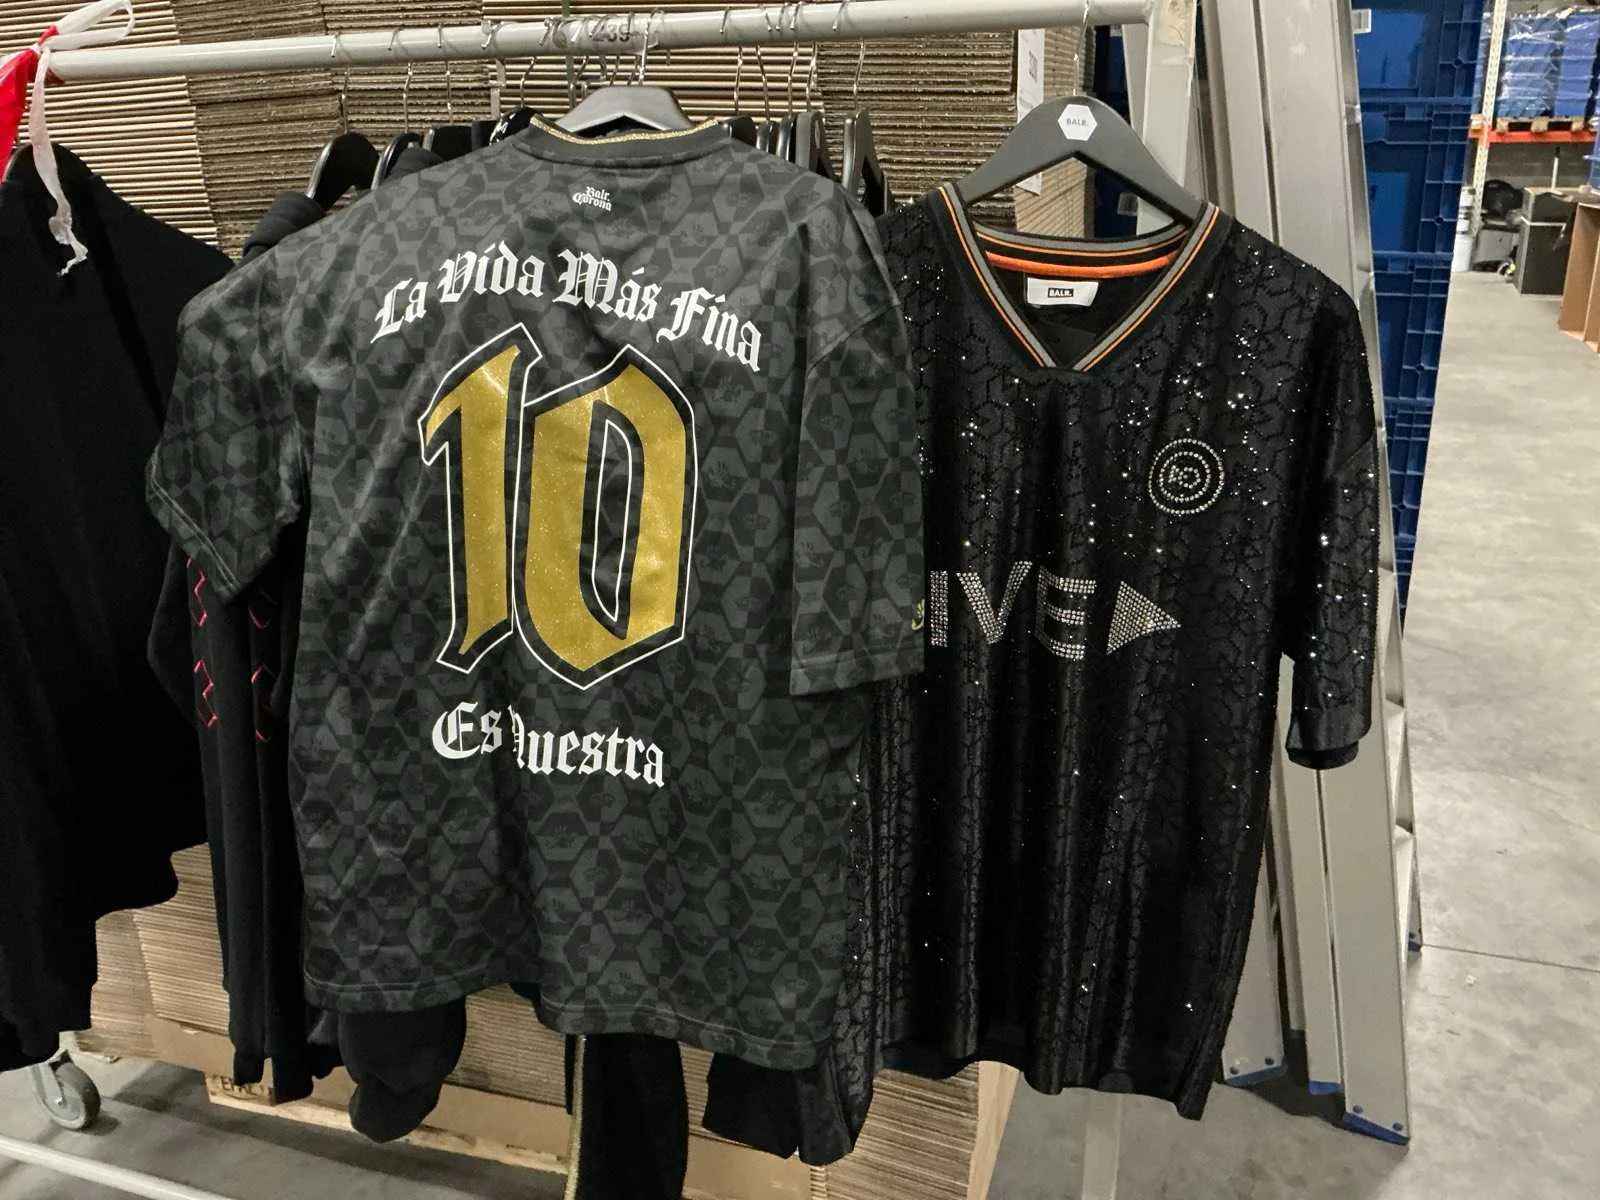 Balr.
Corona
La Vida Más Fina
10
Es Nuestra
BALR.
BALR.
IVE